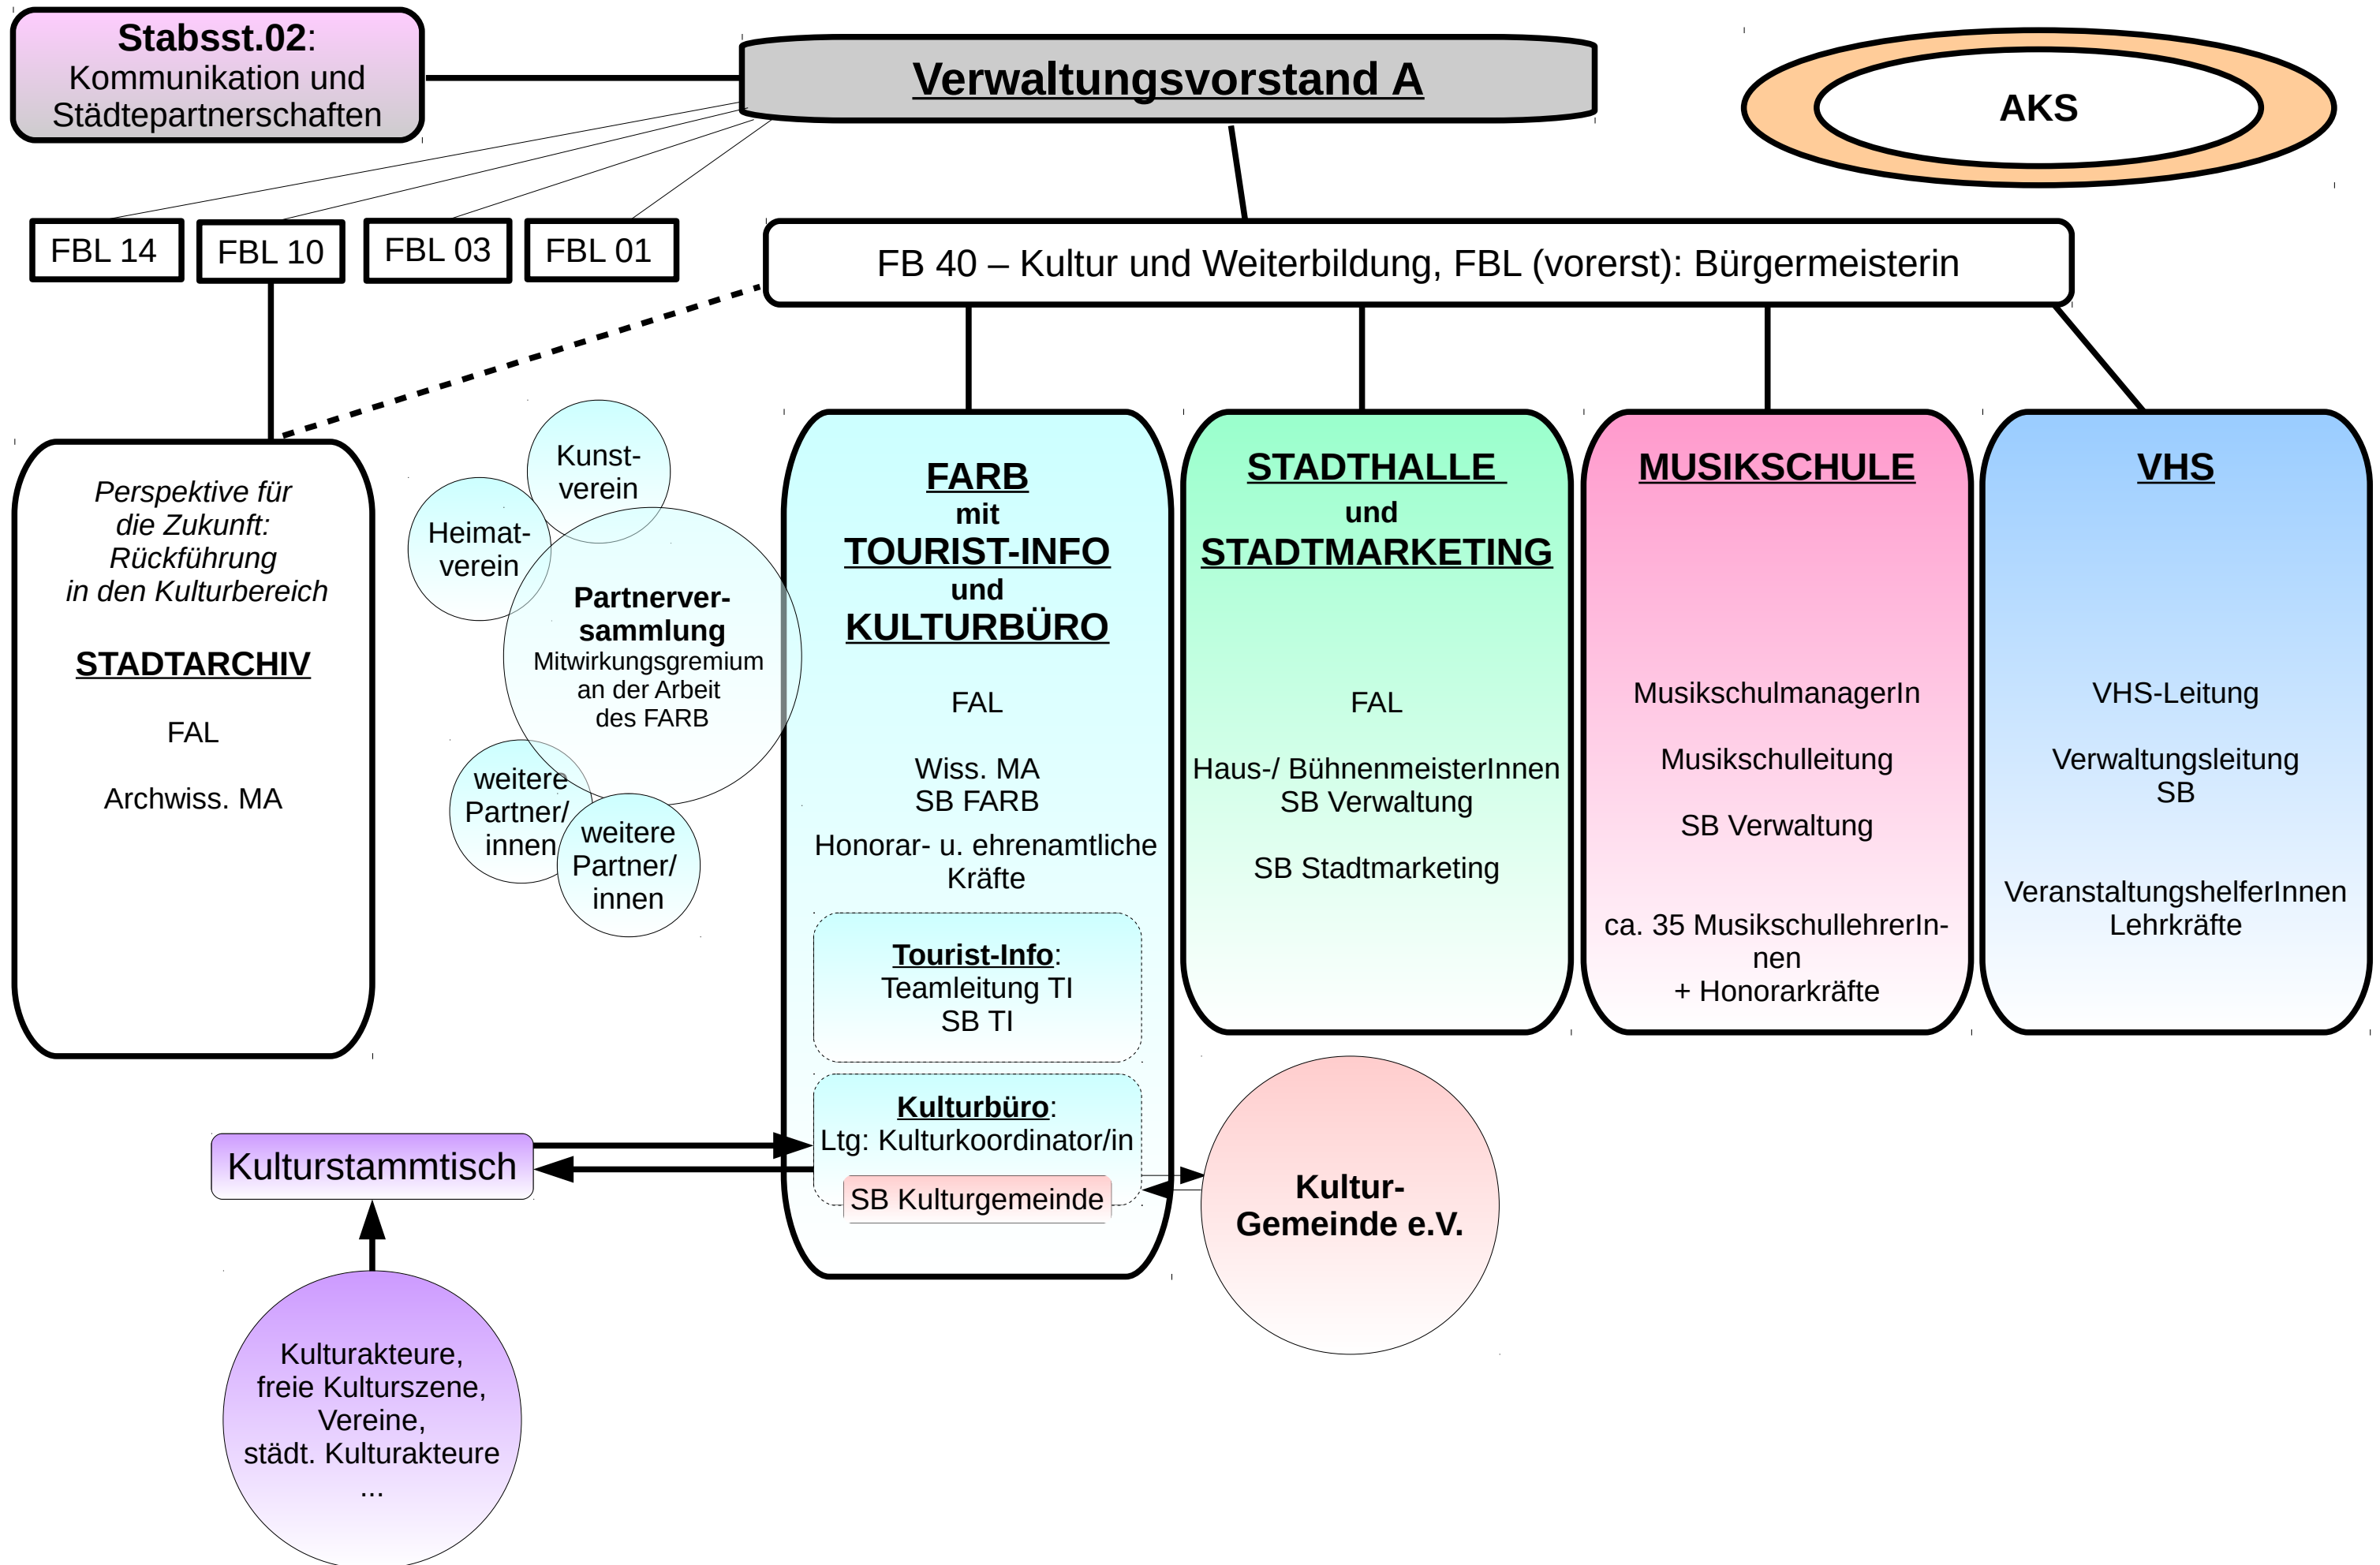 Stabsst.02:
Kommunikation und
Städtepartnerschaften
Verwaltungsvorstand A
AKS
FBL 14
FBL 10
FBL 03
FBL 01
FB 40 – Kultur und Weiterbildung, FBL (vorerst): Bürgermeisterin
Perspektive für
die Zukunft:
Rückführung
in den Kulturbereich
STADTARCHIV
FAL
Archwiss. MA
Kunst-
verein
Heimat-
verein
Partnerver-
sammlung
Mitwirkungsgremium
an der Arbeit
des FARB
weitere
Partner/
innen
weitere
Partner/
innen
FARB
mit
TOURIST-INFO
und
KULTURBÜRO
FAL
Wiss. MA
SB FARB
Honorar- u. ehrenamtliche
Kräfte
Tourist-Info:
Teamleitung TI
SB TI
Kulturbüro:
Ltg: Kulturkoordinator/in
SB Kulturgemeinde
STADTHALLE
und
STADTMARKETING
FAL
Haus-/ BühnenmeisterInnen
SB Verwaltung
SB Stadtmarketing
MUSIKSCHULE
MusikschulmanagerIn
Musikschulleitung
SB Verwaltung
ca. 35 MusikschullehrerIn-
nen
+ Honorarkräfte
VHS
VHS-Leitung
Verwaltungsleitung
SB
VeranstaltungshelferInnen
Lehrkräfte
Kulturstammtisch
Kultur-
Gemeinde e.V.
Kulturakteure,
freie Kulturszene,
Vereine,
städt. Kulturakteure
...